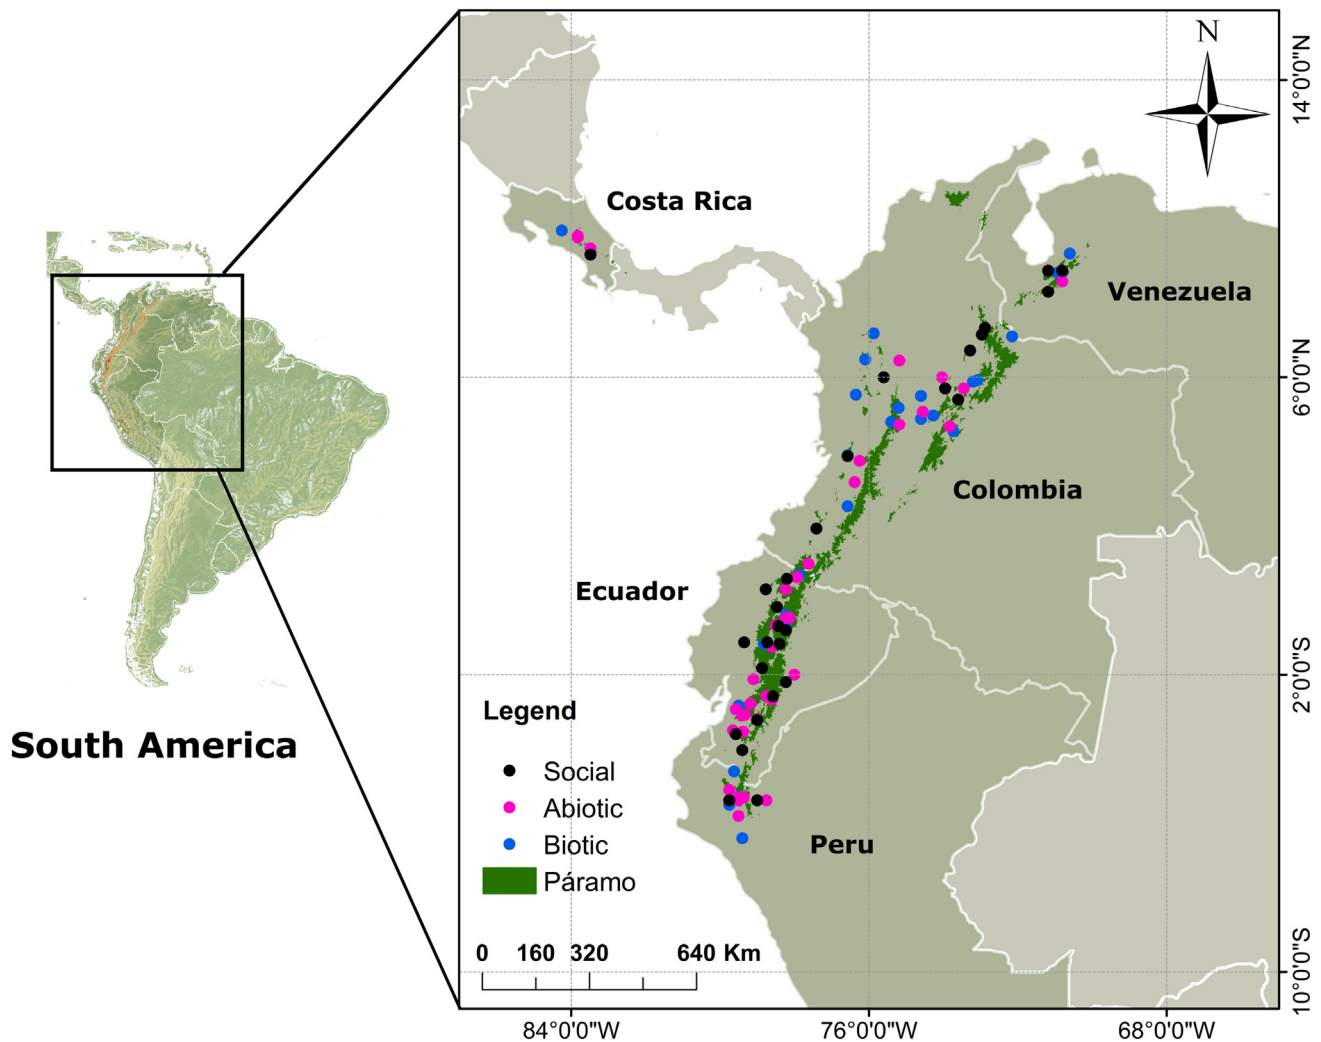 N
14°0'0"N
Costa Rica
Venezuela
6°0'0"N
Colombia
Ecuador
2°0'0"S
Legend
South America
Social
Abiotic
Biotic
Peru
Páramo
0 160 320 640 Km
10°0'0"S
84°0'0"W 76°0'0"W 68°0'0"W